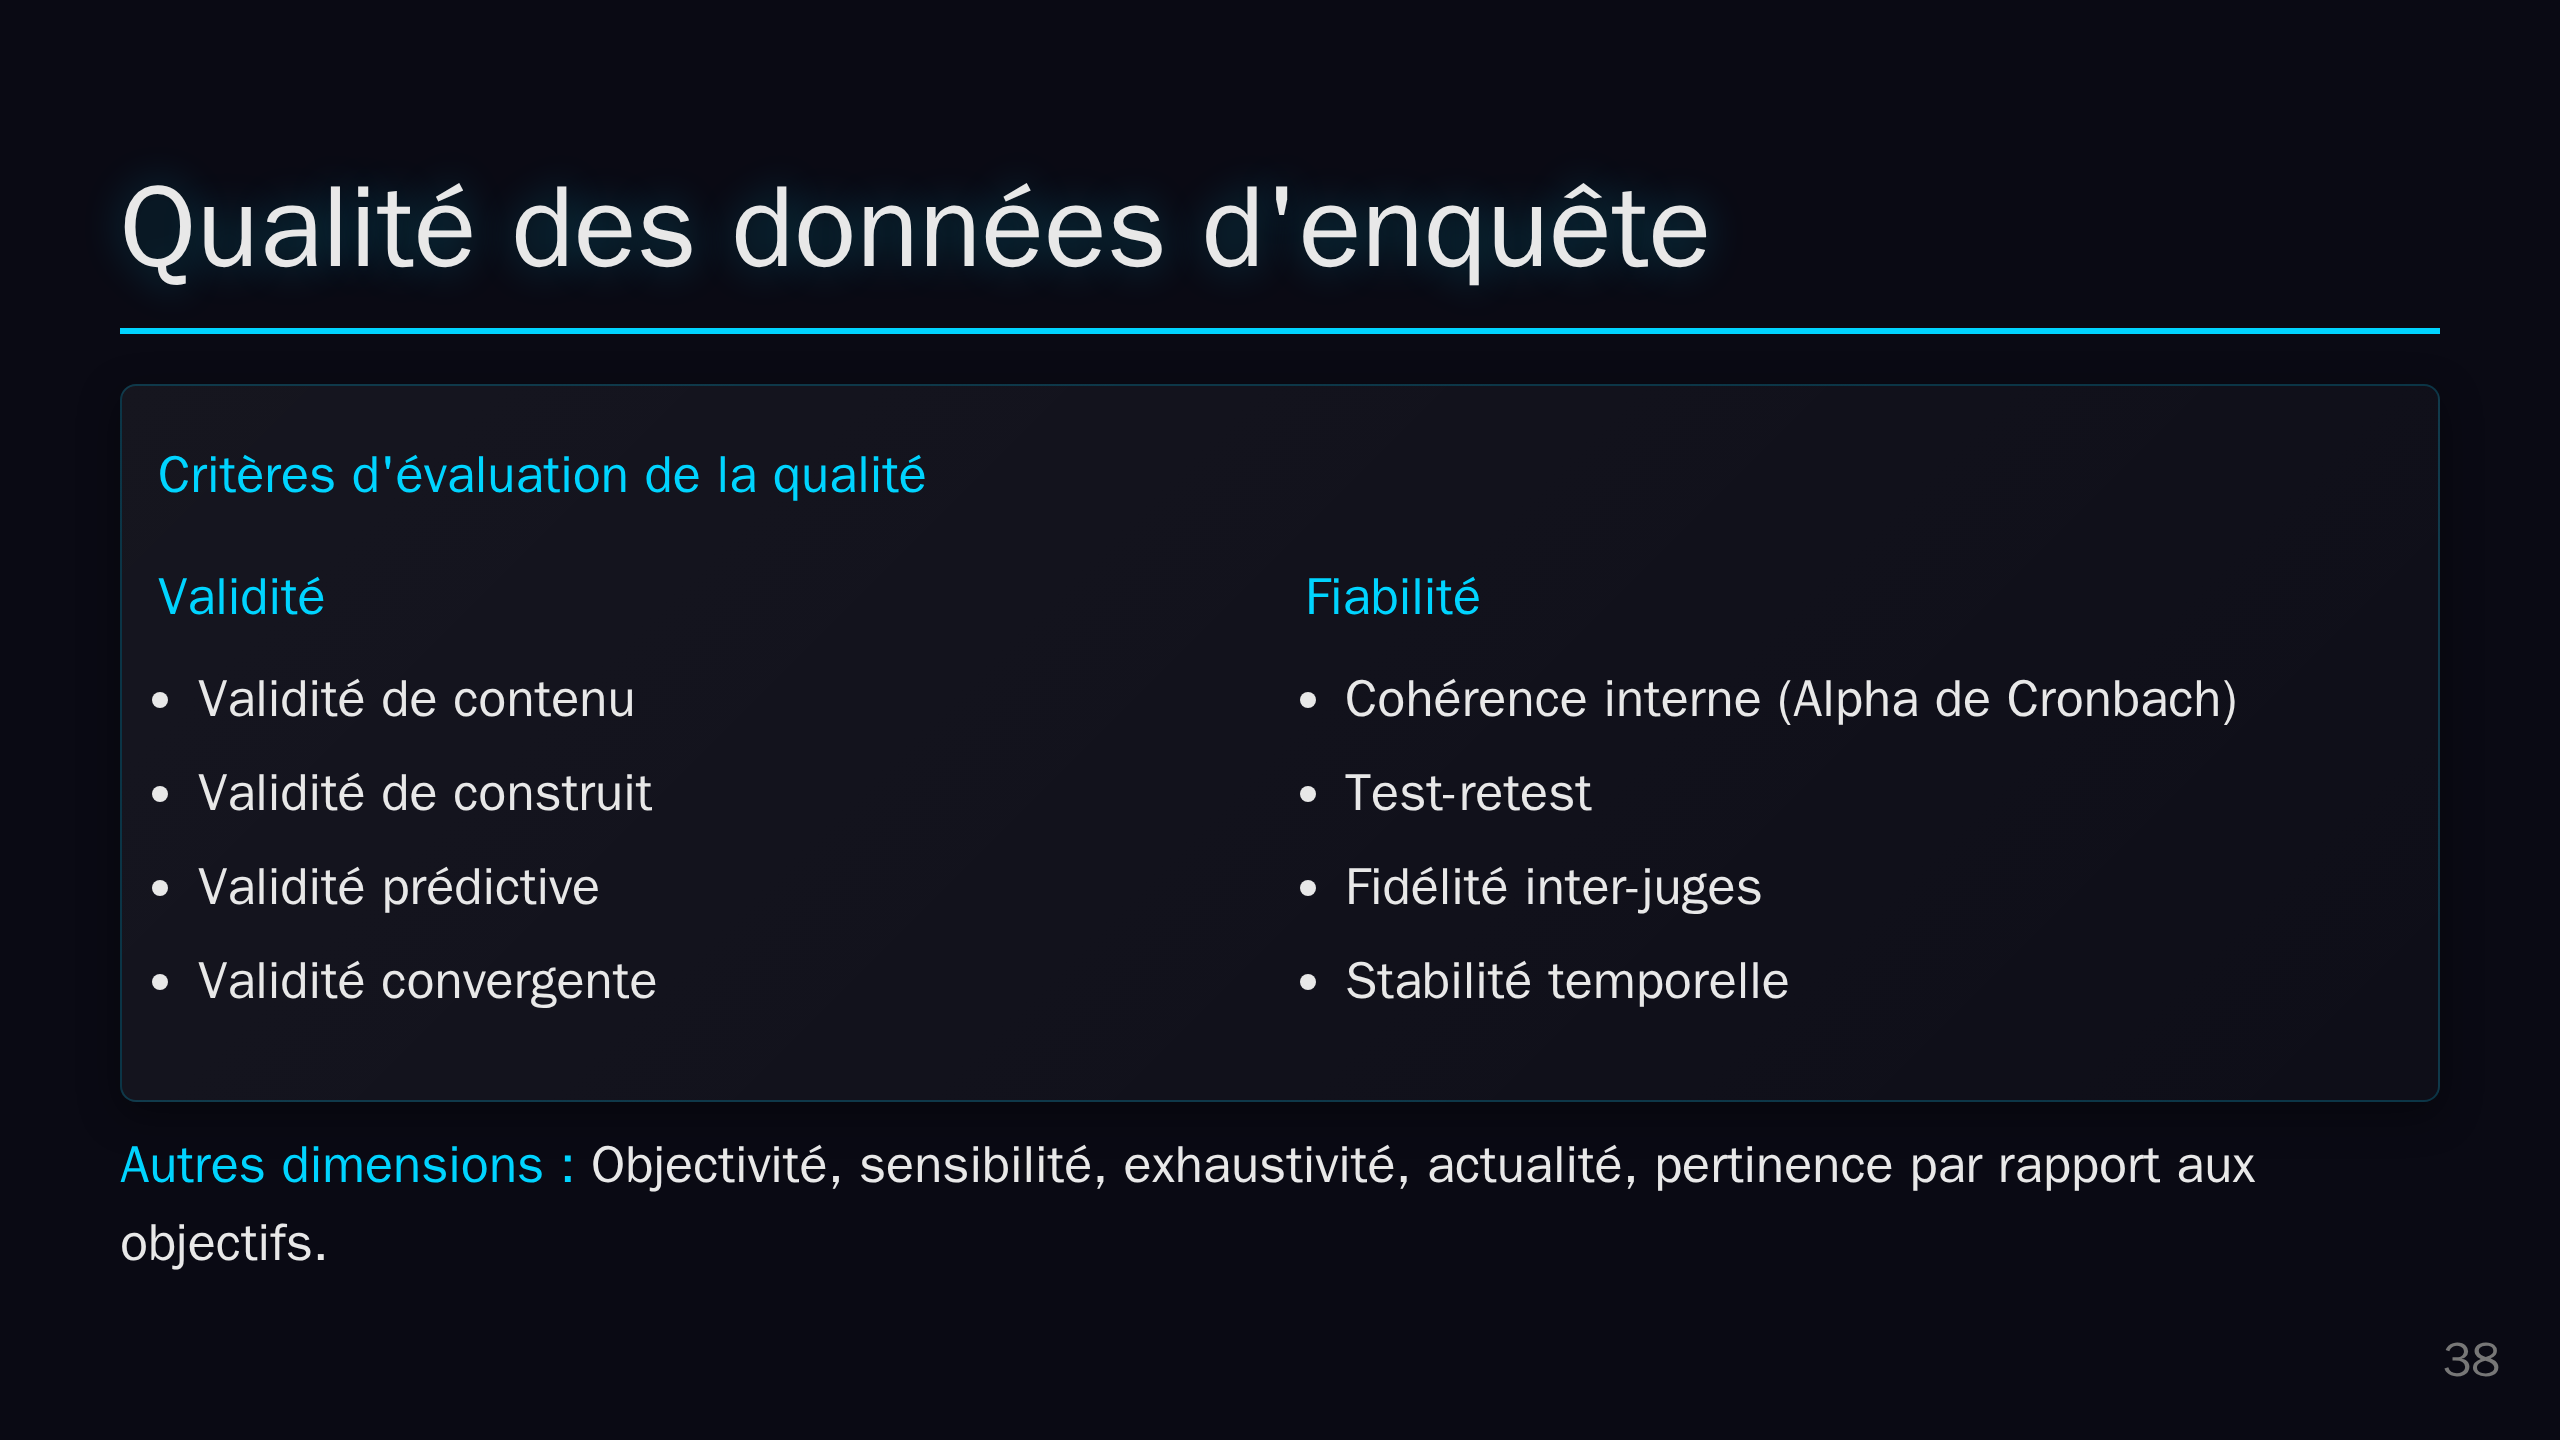 Qualité des données d'enquête
Critères d'évaluation de la qualité
Validité
• Validité de contenu
• Validité de construit
• Validité prédictive
• Validité convergente
Fiabilité
• Cohérence interne (Alpha de Cronbach)
• Test-retest
• Fidélité inter-juges
• Stabilité temporelle
Autres dimensions : Objectivité, sensibilité, exhaustivité, actualité, pertinence par rapport aux
objectifs.
38